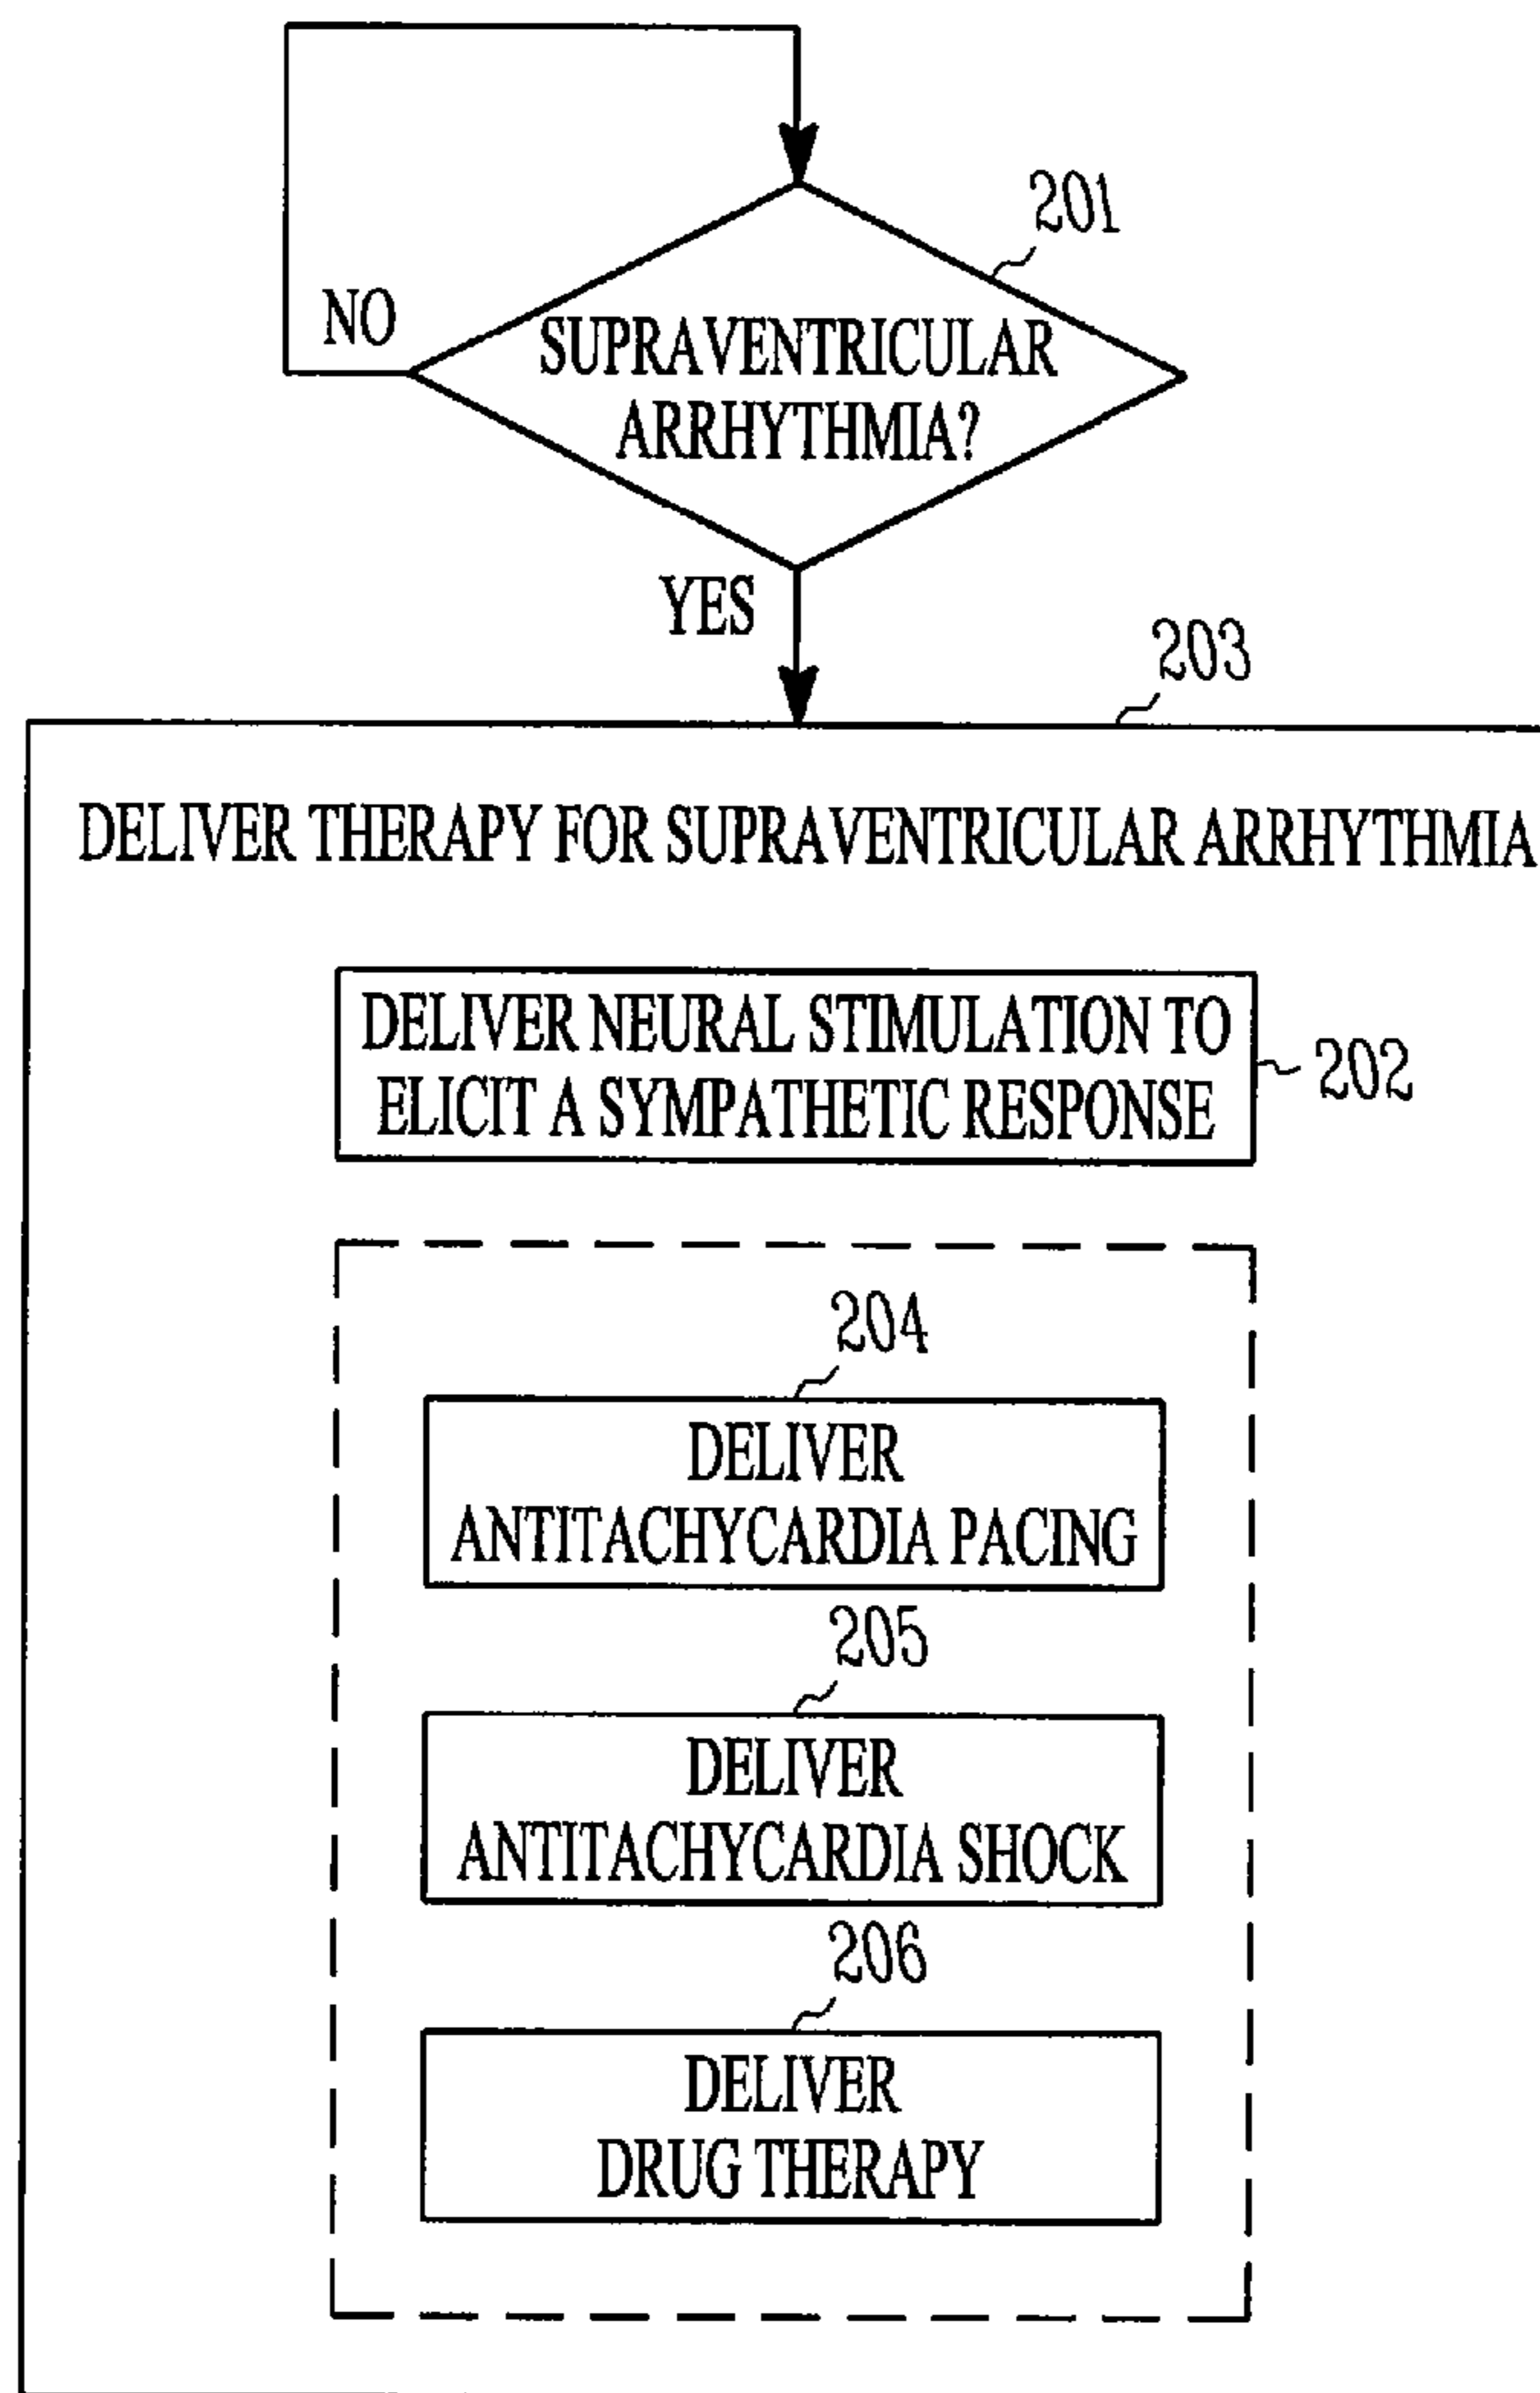 201
NO
SUPRAVENTRICULAR
ARRHYTHMIA?
YES
203
DELIVER THERAPY FOR SUPRAVENTRICULAR ARRHYTHMIA
DELIVER NEURAL STIMULATION TO
ELICIT A SYMPATHETIC RESPONSE
202
204
DELIVER
ANTITACHYCARDIA PACING
205
DELIVER
ANTITACHYCARDIA SHOCK
206
DELIVER
DRUG THERAPY